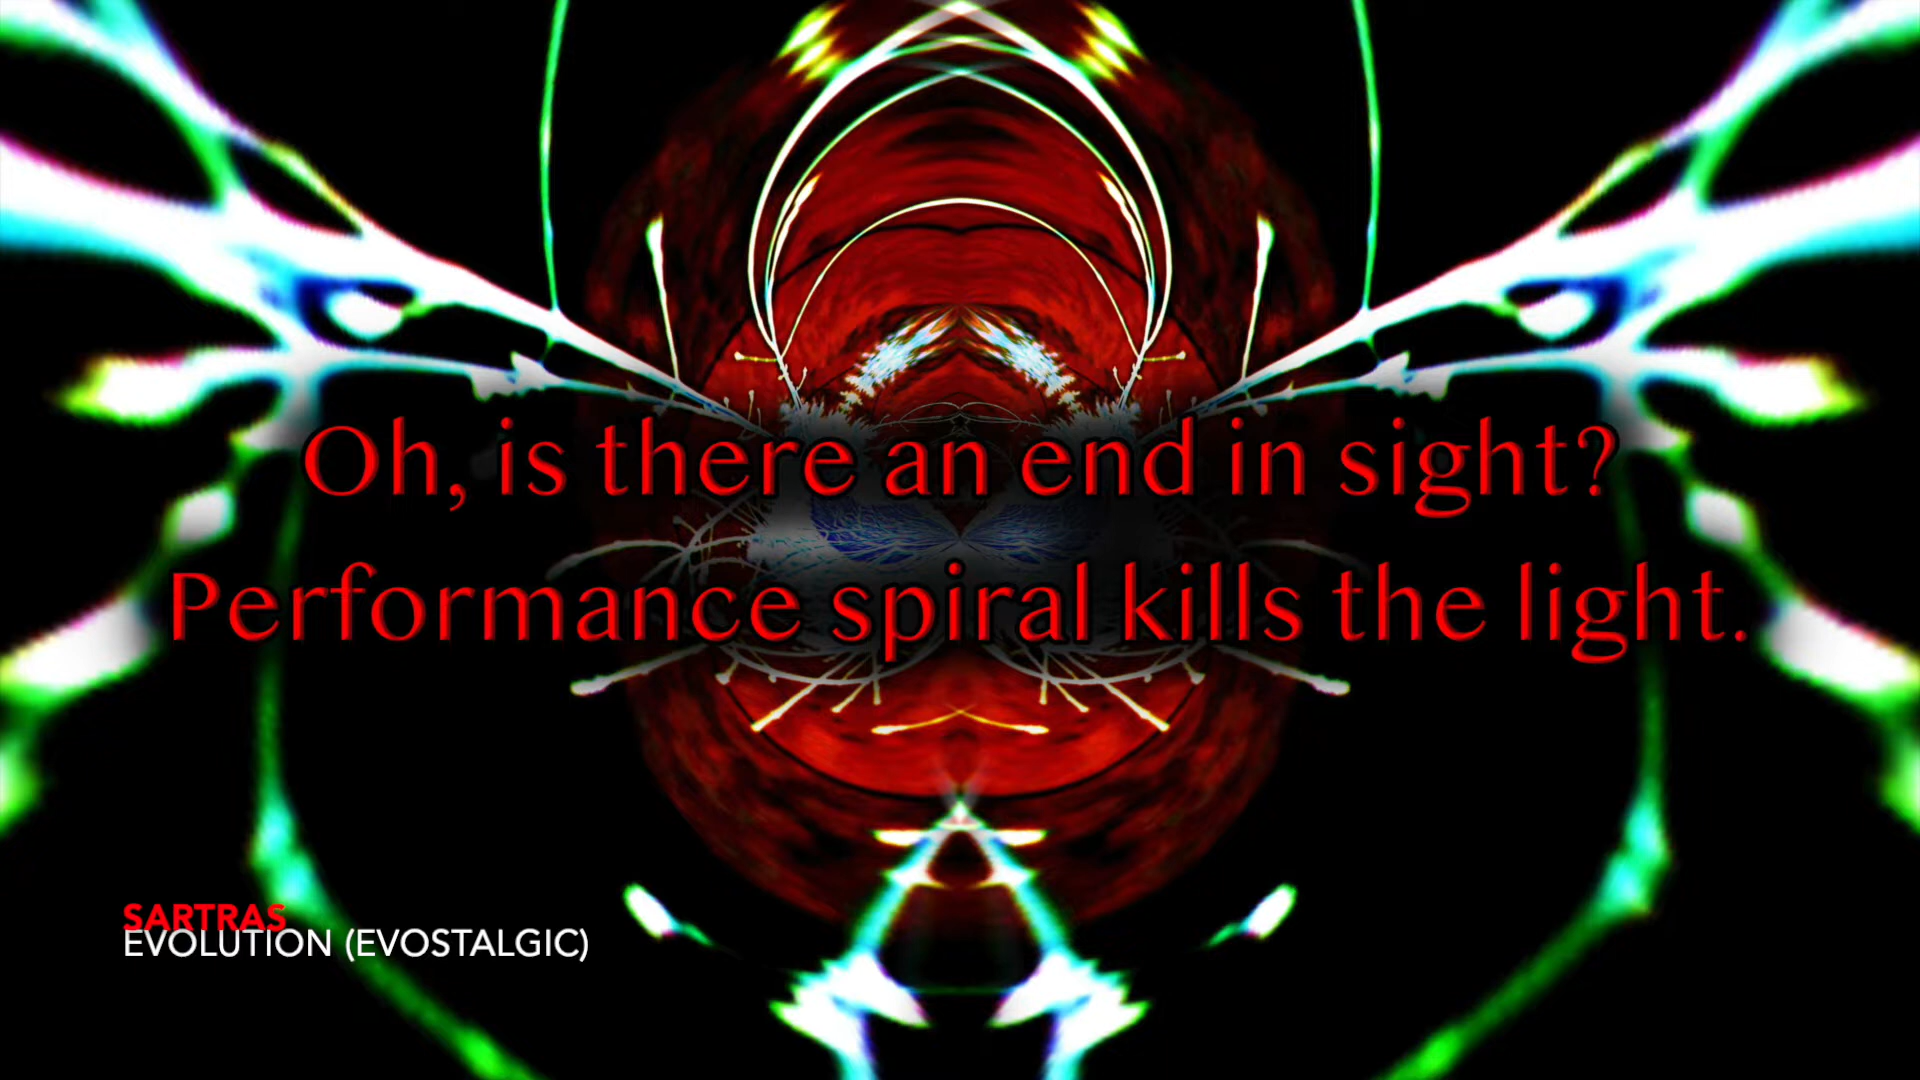 Oh, is there an end in sight?
Performance spiral kills the light.
SARTRAS
EVOLUTION (EVOSTALGIC)